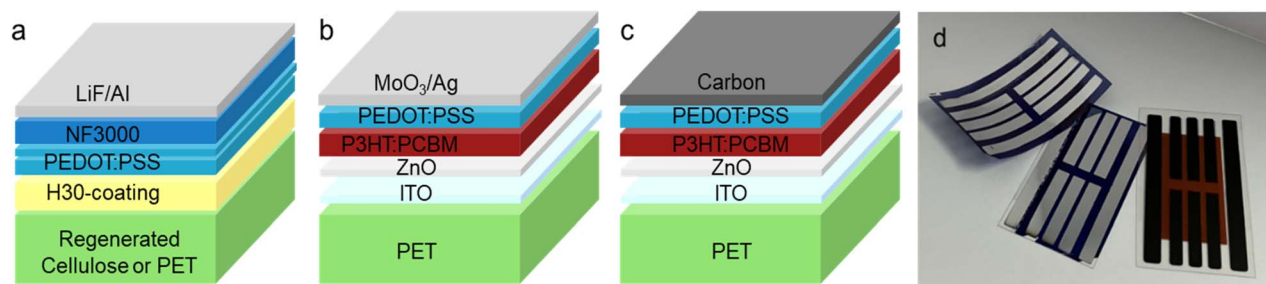 a
LiF/Al
NF3000
PEDOT:PSS
H30-coating
Regenerated
Cellulose or PET
b
MoO₃/Ag
PEDOT:PSS
P3HT:PCBM
ZnO
ITO
PET
c
Carbon
PEDOT:PSS
P3HT:PCBM
ZnO
ITO
PET
d